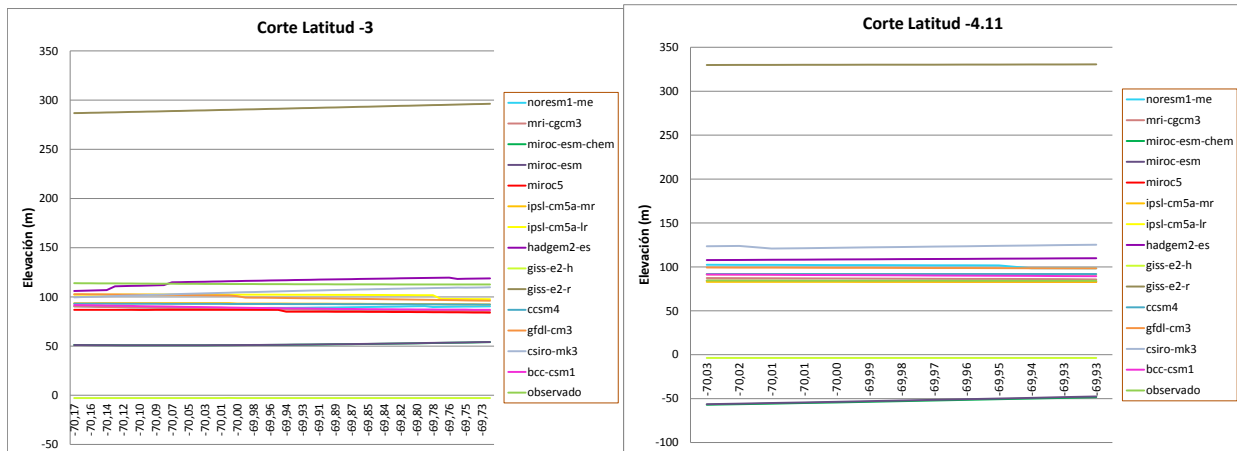 Corte Latitud -3
Elevación (m)
350
300
250
200
150
100
50
0
-50
-70,17
-70,16
-70,14
-70,12
-70,10
-70,09
-70,07
-70,05
-70,03
-70,01
-70,00
-69,98
-69,96
-69,94
-69,91
-69,89
-69,87
-69,85
-69,84
-69,82
-69,80
-69,78
-69,76
-69,75
-69,73
noresm1-me
mri-cgcm3
miroc-esm-chem
miroc-esm
miroc5
ipsl-cm5a-mr
ipsl-cm5a-lr
hadgem2-es
giss-e2-h
giss-e2-r
ccsm4
gfdl-cm3
csiro-mk3
bcc-csm1
observado
Corte Latitud -4.11
Elevación (m)
350
300
250
200
150
100
50
0
-50
-100
-70,03
-70,02
-70,01
-70,01
-70,00
-69,99
-69,98
-69,97
-69,96
-69,95
-69,94
-69,93
-69,93
noresm1-me
mri-cgcm3
miroc-esm-chem
miroc-esm
miroc5
ipsl-cm5a-mr
ipsl-cm5a-lr
hadgem2-es
giss-e2-h
giss-e2-r
ccsm4
gfdl-cm3
csiro-mk3
bcc-csm1
observado